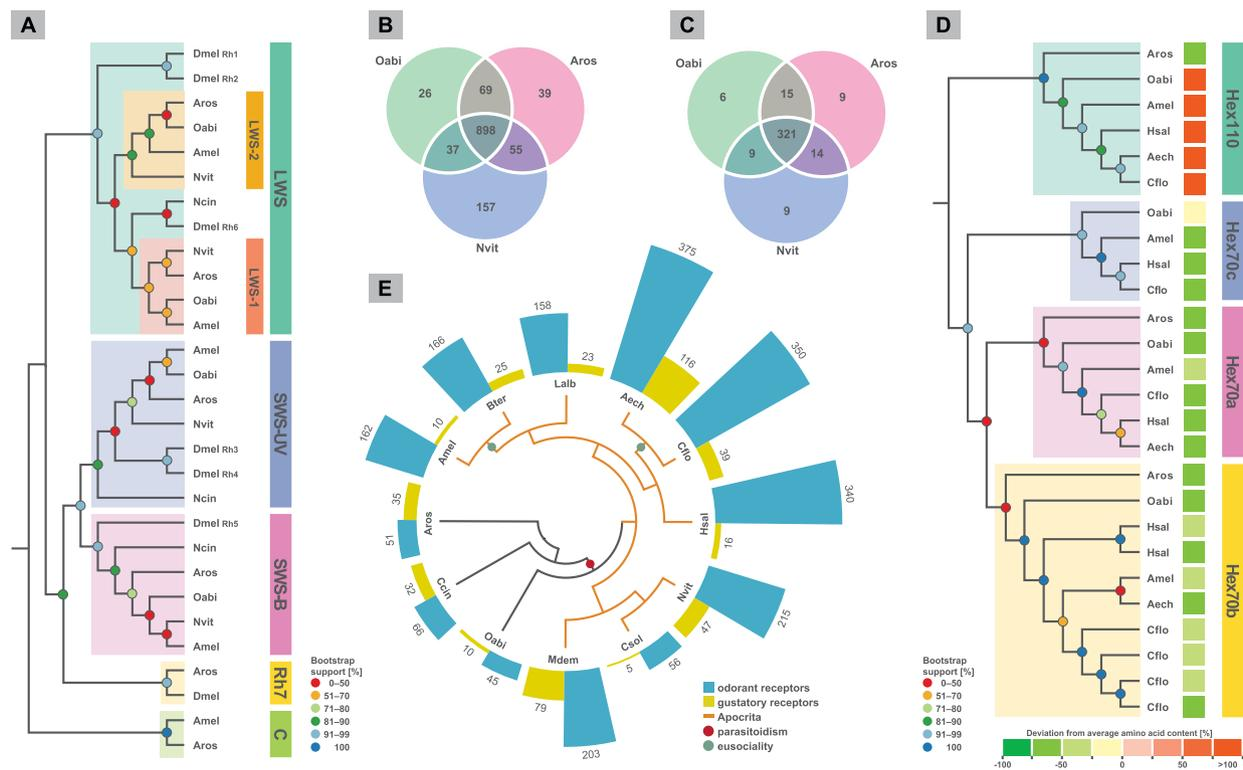 A
Dmel Rh1
Dmel Rh2
Aros
Oabi
Amel
Nvit
Ncin
Dmel Rh6
Nvit
Aros
Oabi
Amel
LWS-2
LWS-1
LWS
Amel
Oabi
Aros
Nvit
Dmel Rh3
Dmel Rh4
Ncin
SWS-UV
Dmel Rh5
Ncin
Aros
Oabi
Nvit
Amel
SWS-B
Aros
Dmel
Rh7
Amel
Aros
C
Bootstrap
support [%]
0–50
51–70
71–80
81–90
91–99
100
B
Oabi
Aros
26
69
39
898
37
55
157
Nvit
C
Oabi
Aros
6
15
9
321
9
14
9
Nvit
E
375
158
166
23
25
116
350
162
10
39
340
35
51
16
32
66
10
45
79
203
5
56
47
215
Lalb
Bter
Aech
Amel
Cflo
Aros
Hsal
Ccin
Nvit
Oabi
Csol
Mdem
odorant receptors
gustatory receptors
Apocrita
parasitoidism
eusociality
D
Aros
Oabi
Amel
Hsal
Aech
Cflo
Hex110
Oabi
Amel
Hsal
Cflo
Hex70c
Aros
Oabi
Amel
Cflo
Hsal
Aech
Hex70a
Aros
Oabi
Hsal
Hsal
Amel
Aech
Cflo
Cflo
Cflo
Cflo
Hex70b
Bootstrap
support [%]
0–50
51–70
71–80
81–90
91–99
100
Deviation from average amino acid content [%]
-100 -50 0 50 >100